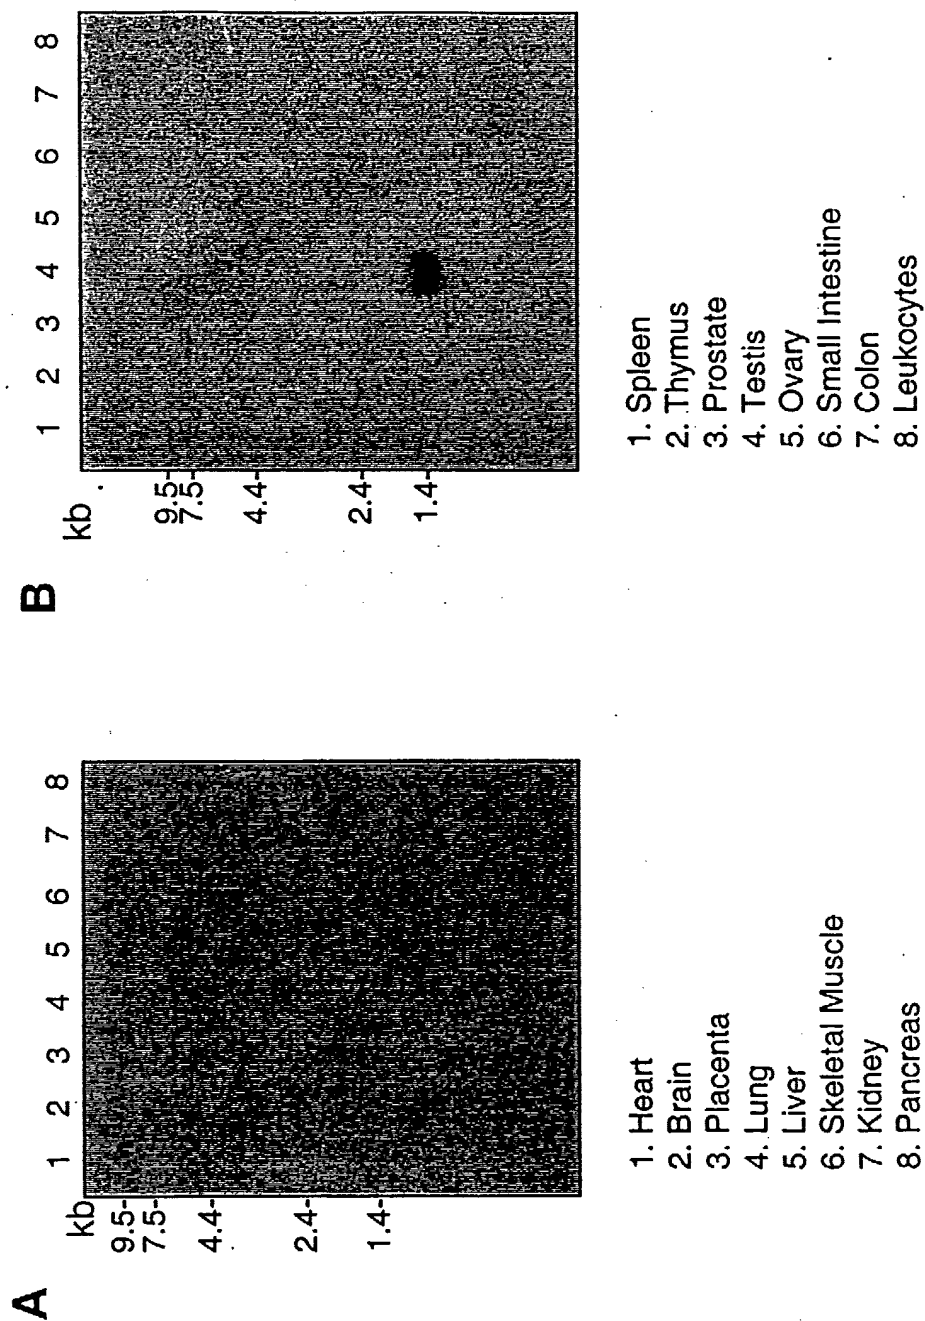 A
kb
1 2 3 4 5 6 7 8
9.5-
7.5-
4.4-
2.4-
1.4-
1. Heart
2. Brain
3. Placenta
4. Lung
5. Liver
6. Skeletal Muscle
7. Kidney
8. Pancreas
B
kb
1 2 3 4 5 6 7 8
9.5-
7.5-
4.4-
2.4-
1.4-
1. Spleen
2. Thymus
3. Prostate
4. Testis
5. Ovary
6. Small Intestine
7. Colon
8. Leukocytes